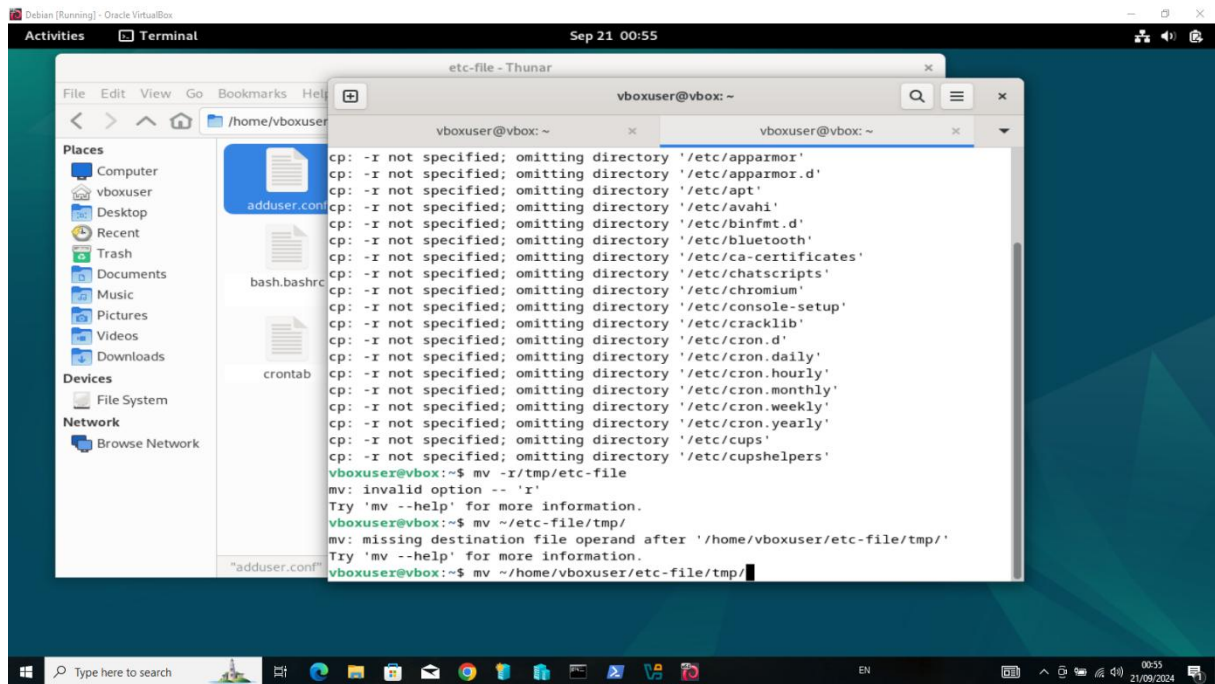 Debian [Running] - Oracle VirtualBox
Activities Terminal Sep 21 00:55
etc-file - Thunar
File Edit View Go Bookmarks Hel
/home/vboxuser
Places
Computer
vboxuser
Desktop
Recent
Trash
Documents
Music
Pictures
Videos
Downloads
Devices
File System
Network
Browse Network
adduser.conf
bash.bashrc
crontab
"adduser.conf"
vboxuser@vbox: ~
vboxuser@vbox: ~ vboxuser@vbox: ~
cp: -r not specified; omitting directory '/etc/apparmor'
cp: -r not specified; omitting directory '/etc/apparmor.d'
cp: -r not specified; omitting directory '/etc/apt'
cp: -r not specified; omitting directory '/etc/avahi'
cp: -r not specified; omitting directory '/etc/binfmt.d'
cp: -r not specified; omitting directory '/etc/bluetooth'
cp: -r not specified; omitting directory '/etc/ca-certificates'
cp: -r not specified; omitting directory '/etc/chatscripts'
cp: -r not specified; omitting directory '/etc/chromium'
cp: -r not specified; omitting directory '/etc/console-setup'
cp: -r not specified; omitting directory '/etc/cracklib'
cp: -r not specified; omitting directory '/etc/cron.d'
cp: -r not specified; omitting directory '/etc/cron.daily'
cp: -r not specified; omitting directory '/etc/cron.hourly'
cp: -r not specified; omitting directory '/etc/cron.monthly'
cp: -r not specified; omitting directory '/etc/cron.weekly'
cp: -r not specified; omitting directory '/etc/cron.yearly'
cp: -r not specified; omitting directory '/etc/cups'
cp: -r not specified; omitting directory '/etc/cupshelpers'
vboxuser@vbox:~$ mv -r/tmp/etc-file
mv: invalid option -- 'r'
Try 'mv --help' for more information.
vboxuser@vbox:~$ mv ~/etc-file/tmp/
mv: missing destination file operand after '/home/vboxuser/etc-file/tmp/'
Try 'mv --help' for more information.
vboxuser@vbox:~$ mv ~/home/vboxuser/etc-file/tmp/
Type here to search
EN
00:55
21/09/2024